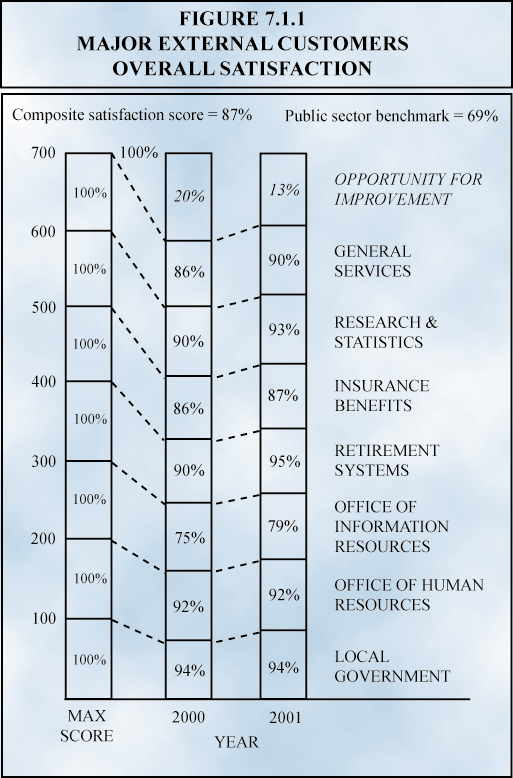 FIGURE 7.1.1
MAJOR EXTERNAL CUSTOMERS
OVERALL SATISFACTION
Composite satisfaction score = 87%
Public sector benchmark = 69%
700
600
500
400
300
200
100
100%
100%
100%
100%
100%
100%
100%
100%
20%
86%
90%
86%
90%
75%
92%
94%
13%
90%
93%
87%
95%
79%
92%
94%
OPPORTUNITY FOR
IMPROVEMENT
GENERAL
SERVICES
RESEARCH &
STATISTICS
INSURANCE
BENEFITS
RETIREMENT
SYSTEMS
OFFICE OF
INFORMATION
RESOURCES
OFFICE OF HUMAN
RESOURCES
LOCAL
GOVERNMENT
MAX
SCORE
2000
2001
YEAR